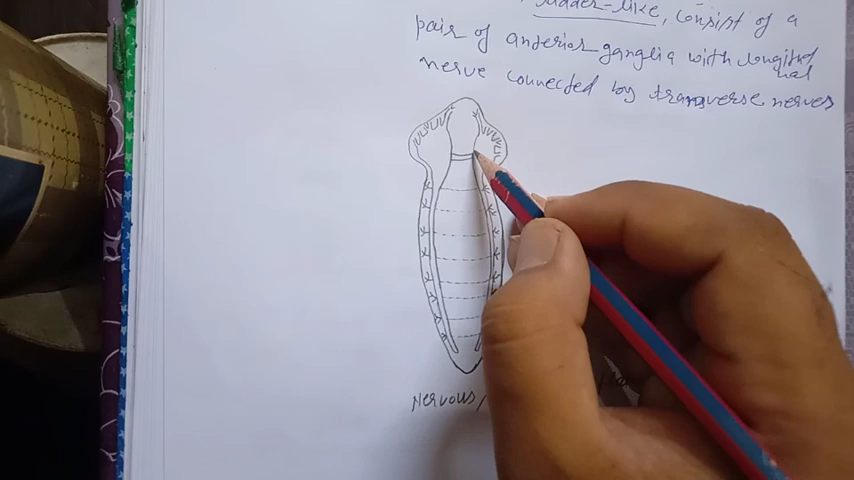 ladder-like, consist of a
pair of anterior ganglia with longitud
nal
nerve connected by transverse nerves
Nervous